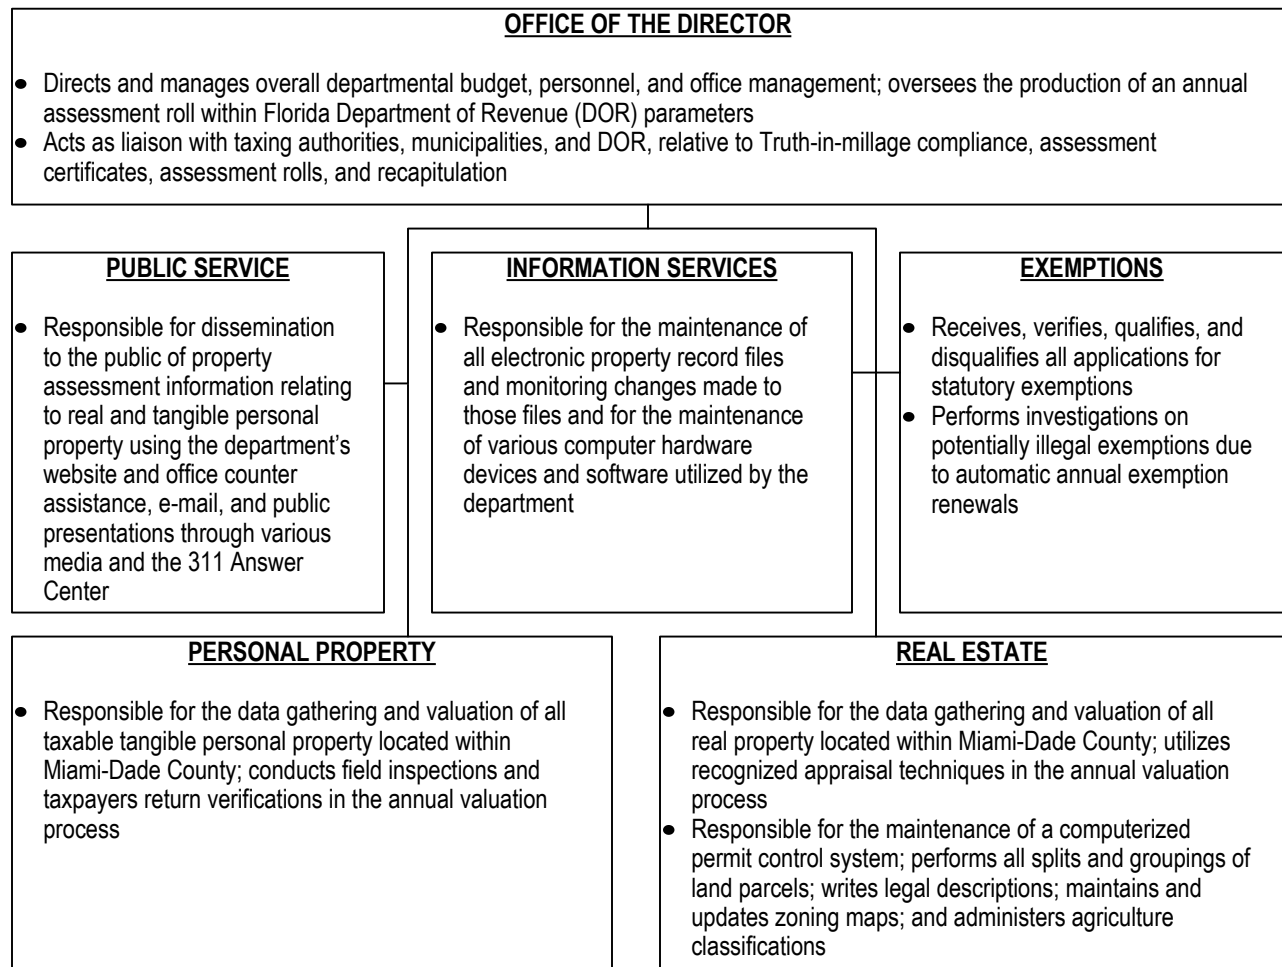 OFFICE OF THE DIRECTOR
• Directs and manages overall departmental budget, personnel, and office management; oversees the production of an annual
assessment roll within Florida Department of Revenue (DOR) parameters
• Acts as liaison with taxing authorities, municipalities, and DOR, relative to Truth-in-millage compliance, assessment
certificates, assessment rolls, and recapitulation
PUBLIC SERVICE
• Responsible for dissemination
to the public of property
assessment information relating
to real and tangible personal
property using the department’s
website and office counter
assistance, e-mail, and public
presentations through various
media and the 311 Answer
Center
INFORMATION SERVICES
• Responsible for the maintenance of
all electronic property record files
and monitoring changes made to
those files and for the maintenance
of various computer hardware
devices and software utilized by the
department
EXEMPTIONS
• Receives, verifies, qualifies, and
disqualifies all applications for
statutory exemptions
• Performs investigations on
potentially illegal exemptions due
to automatic annual exemption
renewals
PERSONAL PROPERTY
• Responsible for the data gathering and valuation of all
taxable tangible personal property located within
Miami-Dade County; conducts field inspections and
taxpayers return verifications in the annual valuation
process
REAL ESTATE
• Responsible for the data gathering and valuation of all
real property located within Miami-Dade County; utilizes
recognized appraisal techniques in the annual valuation
process
• Responsible for the maintenance of a computerized
permit control system; performs all splits and groupings of
land parcels; writes legal descriptions; maintains and
updates zoning maps; and administers agriculture
classifications